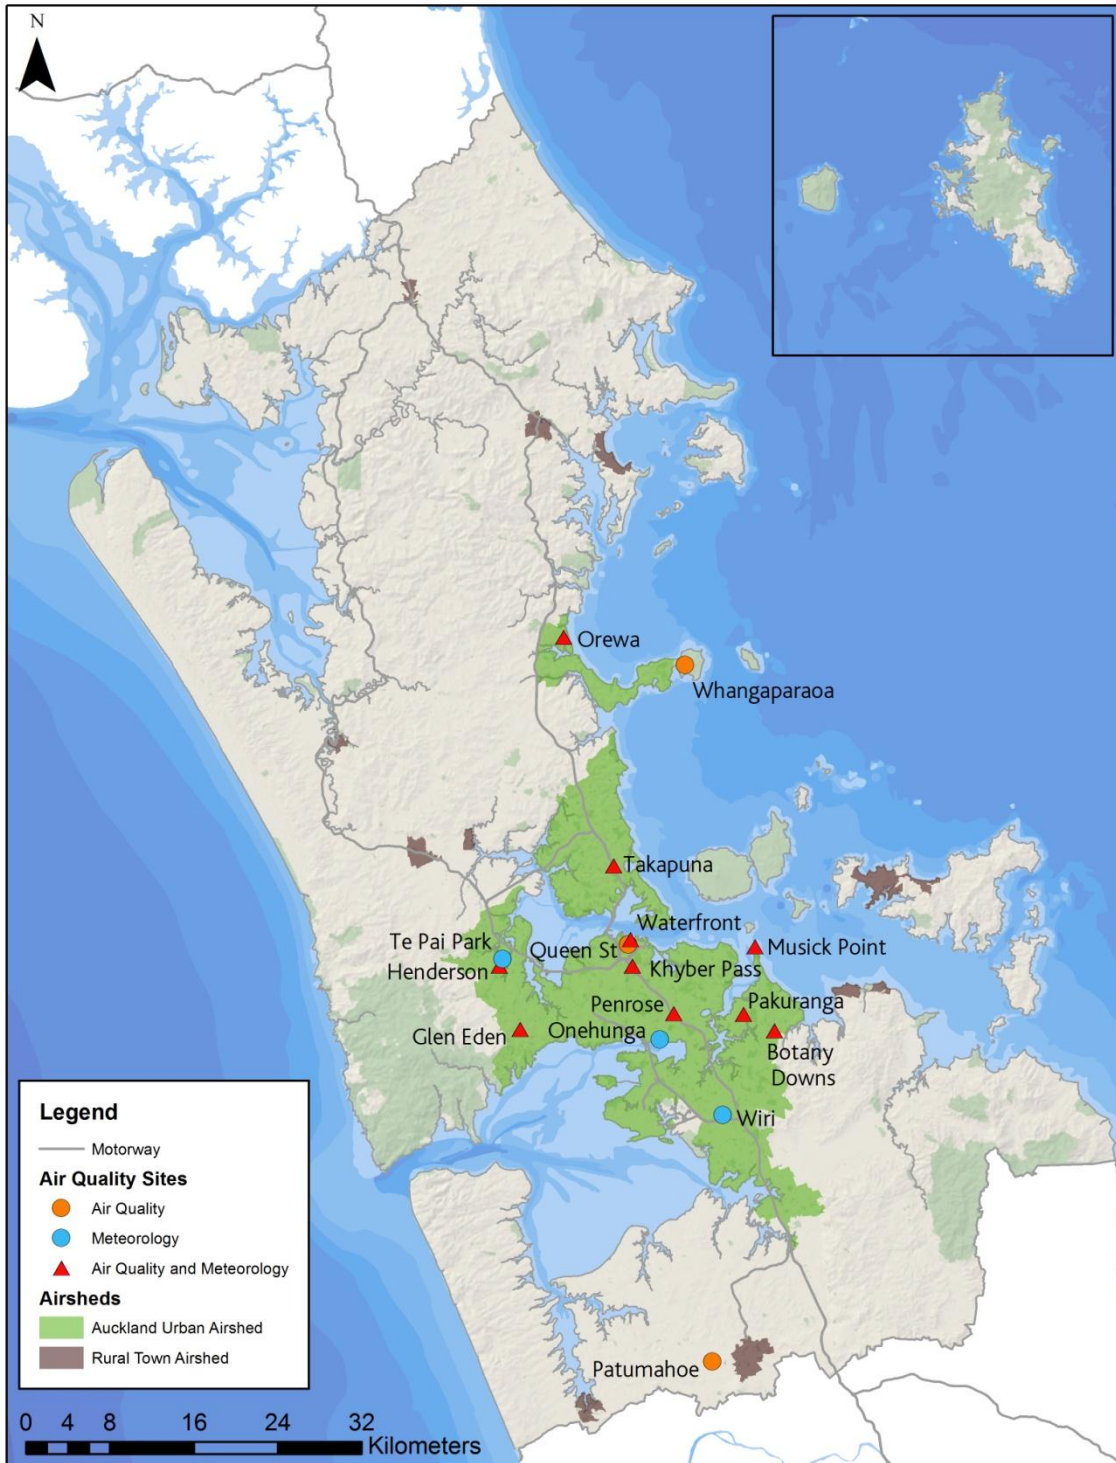 N
Orewa
Whangaparaoa
Takapuna
Waterfront
Te Pai Park
Queen St
Musick Point
Henderson
Khyber Pass
Penrose
Pakuranga
Glen Eden
Onehunga
Botany
Downs
Wiri
Patumahoe
Legend
Motorway
Air Quality Sites
Air Quality
Meteorology
Air Quality and Meteorology
Airsheds
Auckland Urban Airshed
Rural Town Airshed
0 4 8 16 24 32
Kilometers